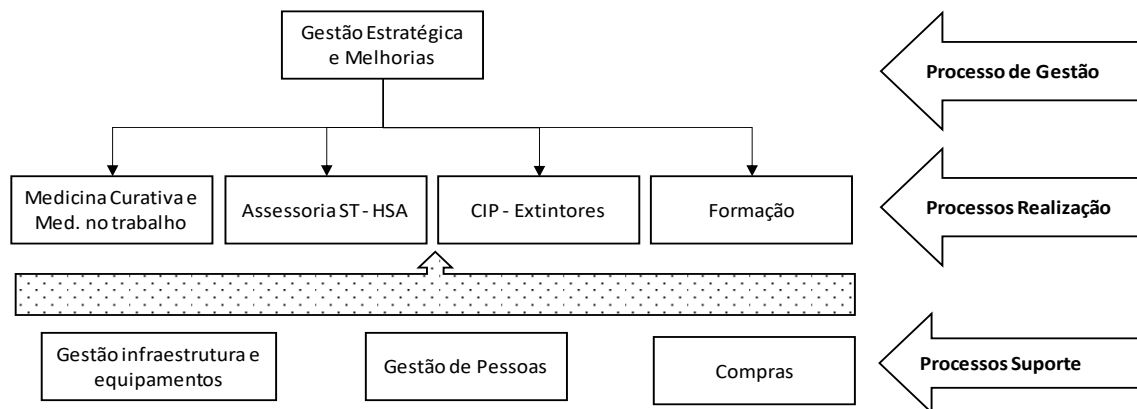 Gestão Estratégica
e Melhorias
Processo de Gestão
Medicina Curativa e
Med. no trabalho
Assessoria ST - HSA
CIP - Extintores
Formação
Processos Realização
Gestão infraestrutura e
equipamentos
Gestão de Pessoas
Compras
Processos Suporte